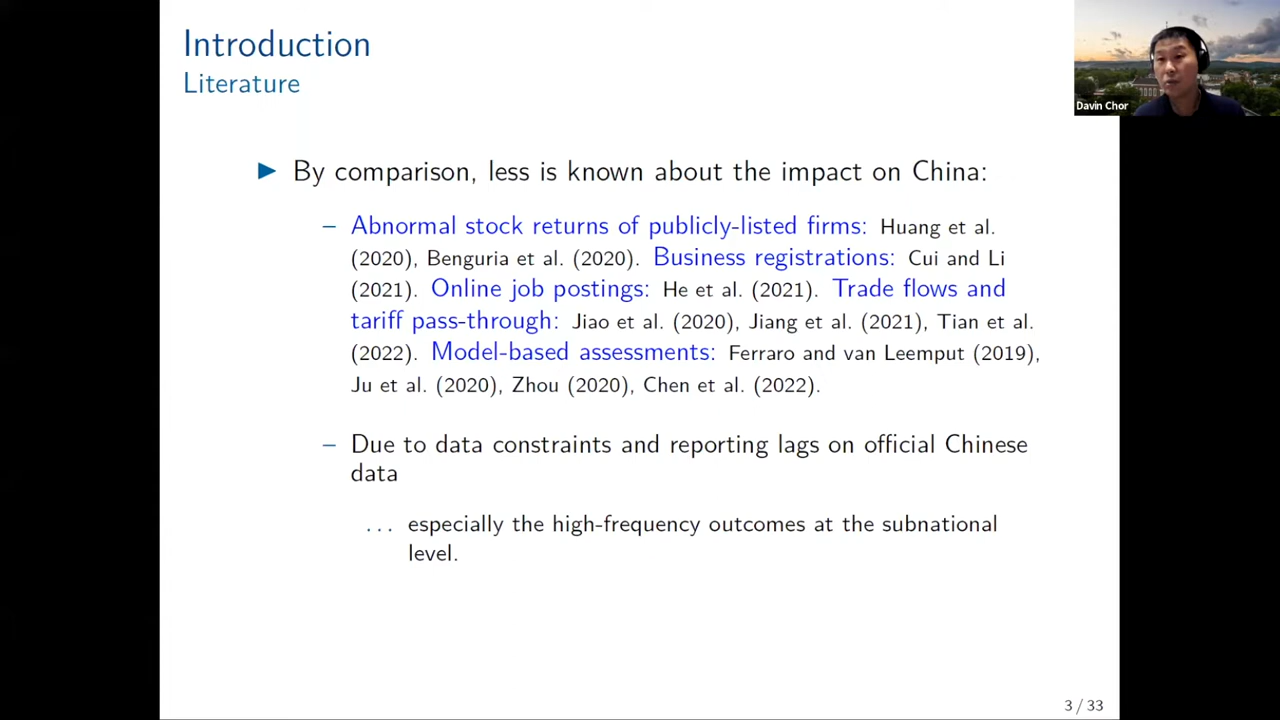 Introduction
Literature
Davin Chor
▶ By comparison, less is known about the impact on China:
– Abnormal stock returns of publicly-listed firms: Huang et al.
(2020), Benguria et al. (2020). Business registrations: Cui and Li
(2021). Online job postings: He et al. (2021). Trade flows and
tariff pass-through: Jiao et al. (2020), Jiang et al. (2021), Tian et al.
(2022). Model-based assessments: Ferraro and van Leemput (2019),
Ju et al. (2020), Zhou (2020), Chen et al. (2022).
– Due to data constraints and reporting lags on official Chinese
data
... especially the high-frequency outcomes at the subnational
level.
3 / 33